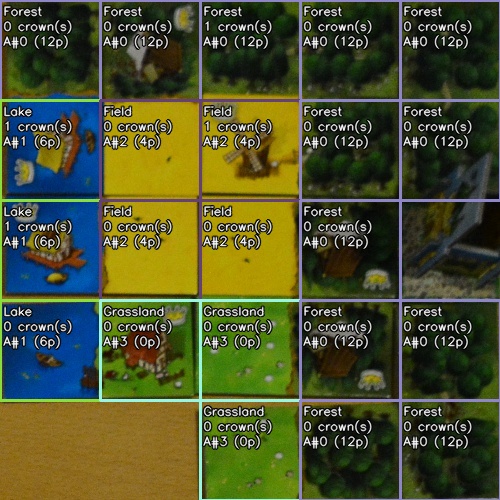 Forest
0 crown(s)
A#0 (12p)
Forest
0 crown(s)
A#0 (12p)
Forest
1 crown(s)
A#0 (12p)
Forest
0 crown(s)
A#0 (12p)
Forest
0 crown(s)
A#0 (12p)
Lake
1 crown(s)
A#1 (6p)
Field
0 crown(s)
A#2 (4p)
Field
1 crown(s)
A#2 (4p)
Forest
0 crown(s)
A#0 (12p)
Forest
0 crown(s)
A#0 (12p)
Lake
1 crown(s)
A#1 (6p)
Field
0 crown(s)
A#2 (4p)
Field
0 crown(s)
A#2 (4p)
Forest
0 crown(s)
A#0 (12p)
Lake
0 crown(s)
A#1 (6p)
Grassland
0 crown(s)
A#3 (0p)
Grassland
0 crown(s)
A#3 (0p)
Forest
0 crown(s)
A#0 (12p)
Forest
0 crown(s)
A#0 (12p)
Grassland
0 crown(s)
A#3 (0p)
Forest
0 crown(s)
A#0 (12p)
Forest
0 crown(s)
A#0 (12p)